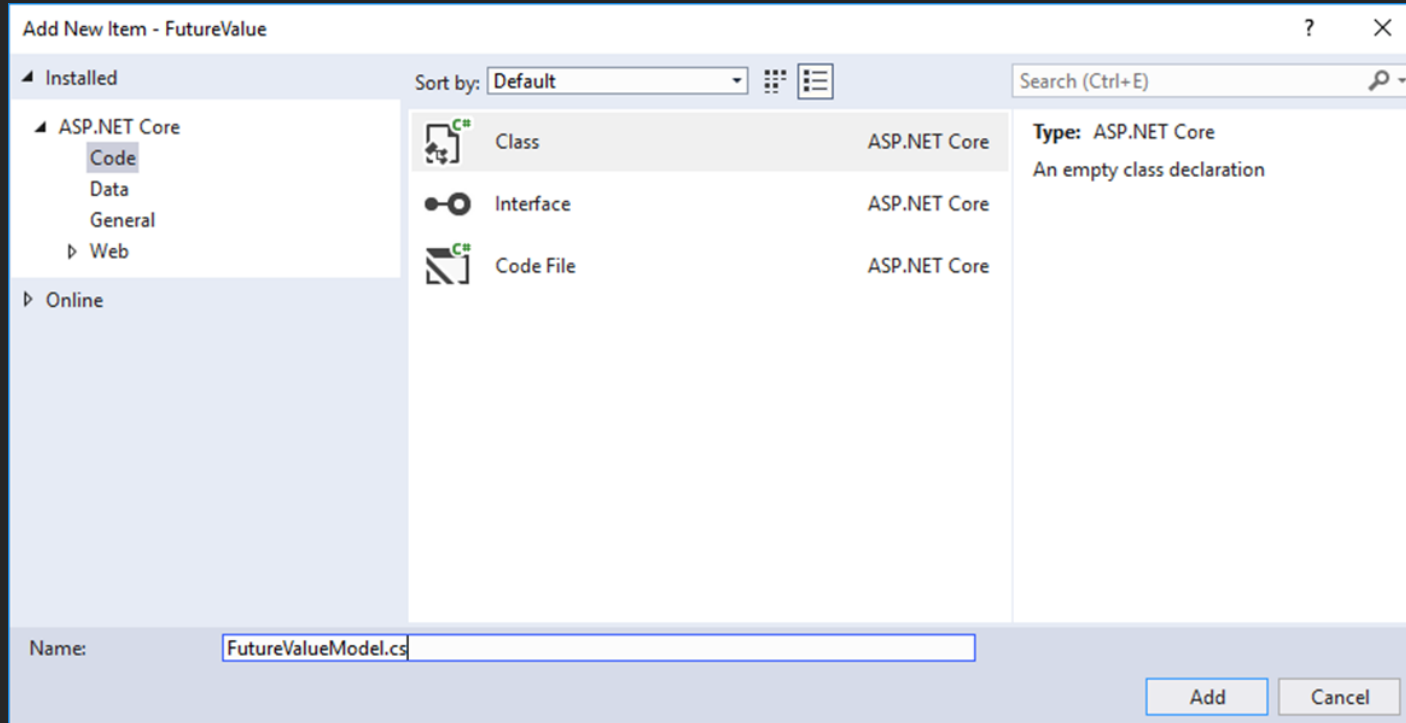 Add New Item - FutureValue
?
Installed
Sort by: Default
Search (Ctrl+E)
ASP.NET Core
Code
Data
General
Web
Online
C# Class ASP.NET Core
Interface ASP.NET Core
C# Code File ASP.NET Core
Type: ASP.NET Core
An empty class declaration
Name: FutureValueModel.cs
Add Cancel